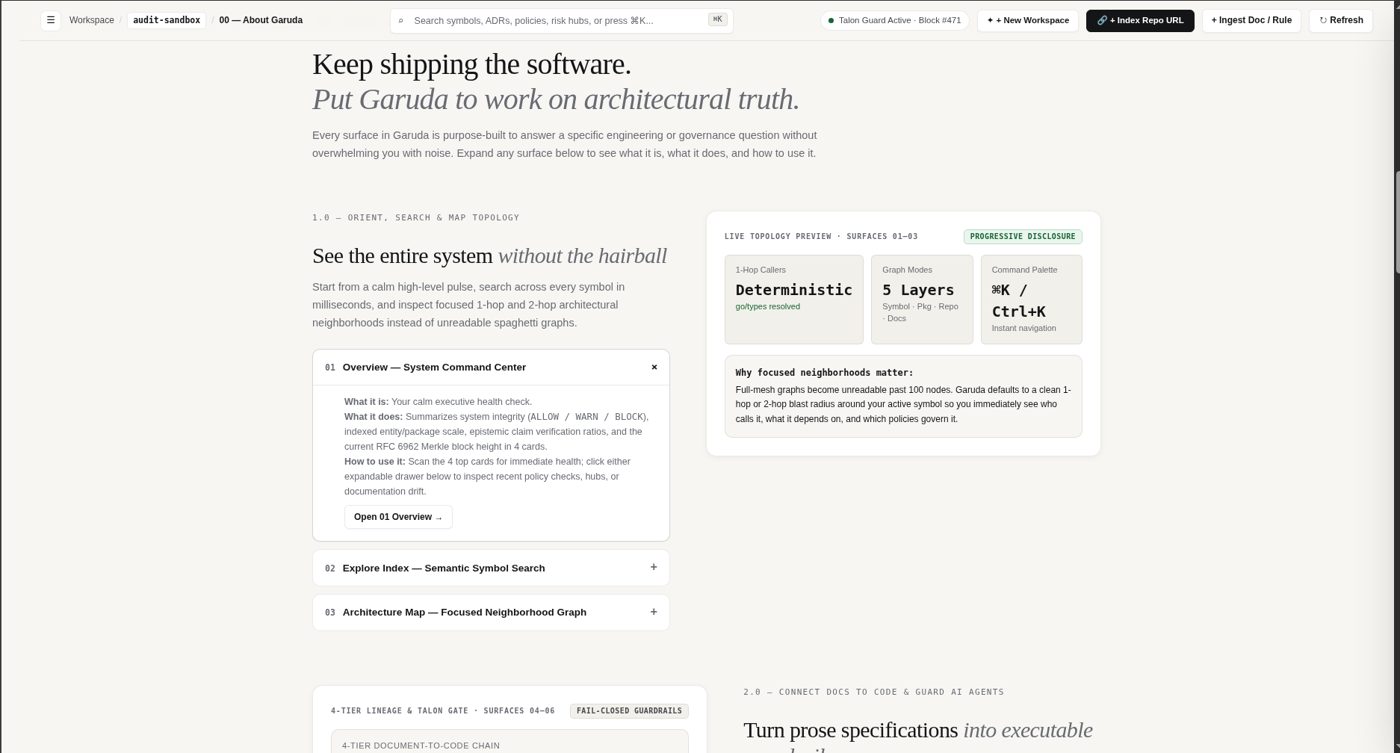 ☰ Workspace / audit-sandbox / 00 — About Garuda
Search symbols, ADRs, policies, risk hubs, or press ⌘K... ⌘K
Talon Guard Active · Block #471
✦ + New Workspace
🔗 + Index Repo URL
+ Ingest Doc / Rule
↻ Refresh
Keep shipping the software.
Put Garuda to work on architectural truth.
Every surface in Garuda is purpose-built to answer a specific engineering or governance question without
overwhelming you with noise. Expand any surface below to see what it is, what it does, and how to use it.
1.0 — ORIENT, SEARCH & MAP TOPOLOGY
See the entire system without the hairball
Start from a calm high-level pulse, search across every symbol in
milliseconds, and inspect focused 1-hop and 2-hop architectural
neighborhoods instead of unreadable spaghetti graphs.
01 Overview — System Command Center ×
What it is: Your calm executive health check.
What it does: Summarizes system integrity (ALLOW / WARN / BLOCK),
indexed entity/package scale, epistemic claim verification ratios, and the
current RFC 6962 Merkle block height in 4 cards.
How to use it: Scan the 4 top cards for immediate health; click either
expandable drawer below to inspect recent policy checks, hubs, or
documentation drift.
Open 01 Overview →
02 Explore Index — Semantic Symbol Search +
03 Architecture Map — Focused Neighborhood Graph +
LIVE TOPOLOGY PREVIEW · SURFACES 01–03
PROGRESSIVE DISCLOSURE
1-Hop Callers
Deterministic
go/types resolved
Graph Modes
5 Layers
Symbol · Pkg · Repo
· Docs
Command Palette
⌘K /
Ctrl+K
Instant navigation
Why focused neighborhoods matter:
Full-mesh graphs become unreadable past 100 nodes. Garuda defaults to a clean 1-
hop or 2-hop blast radius around your active symbol so you immediately see who
calls it, what it depends on, and which policies govern it.
4-TIER LINEAGE & TALON GATE · SURFACES 04–06
FAIL-CLOSED GUARDRAILS
4-TIER DOCUMENT-TO-CODE CHAIN
2.0 — CONNECT DOCS TO CODE & GUARD AI AGENTS
Turn prose specifications into executable